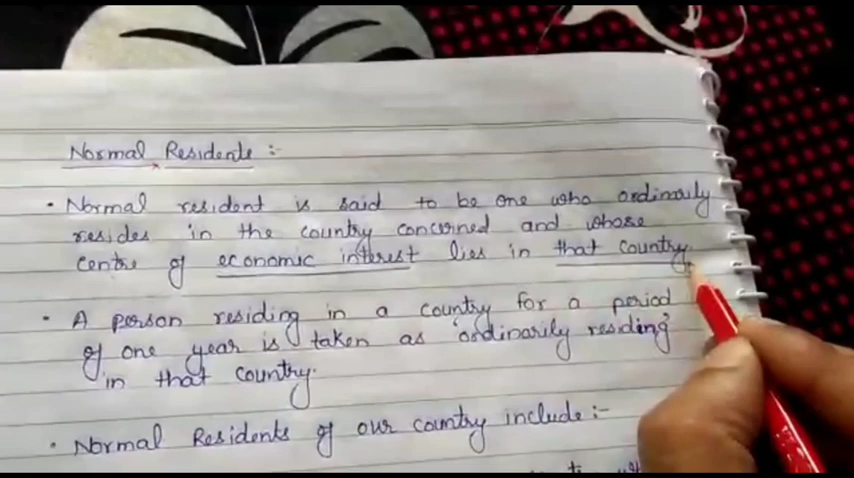 Normal Residents :-
• Normal resident is said to be one who ordinarily
resides in the country concerned and whose
centre of economic interest lies in that country.
• A person residing in a country for a period
of one year is taken as 'ordinarily residing'
in that country.
• Normal Residents of our country include :-